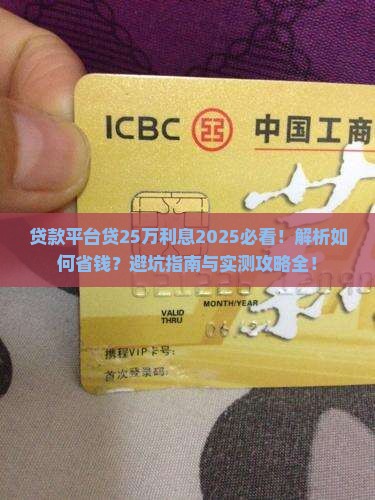 ICBC 中国工商
贷款平台贷25万利息2025必看！解析如
何省钱？避坑指南与实测攻略全！
MONTH/YEAR
VALID
THRU
携程VIP卡号：
首次登录码：